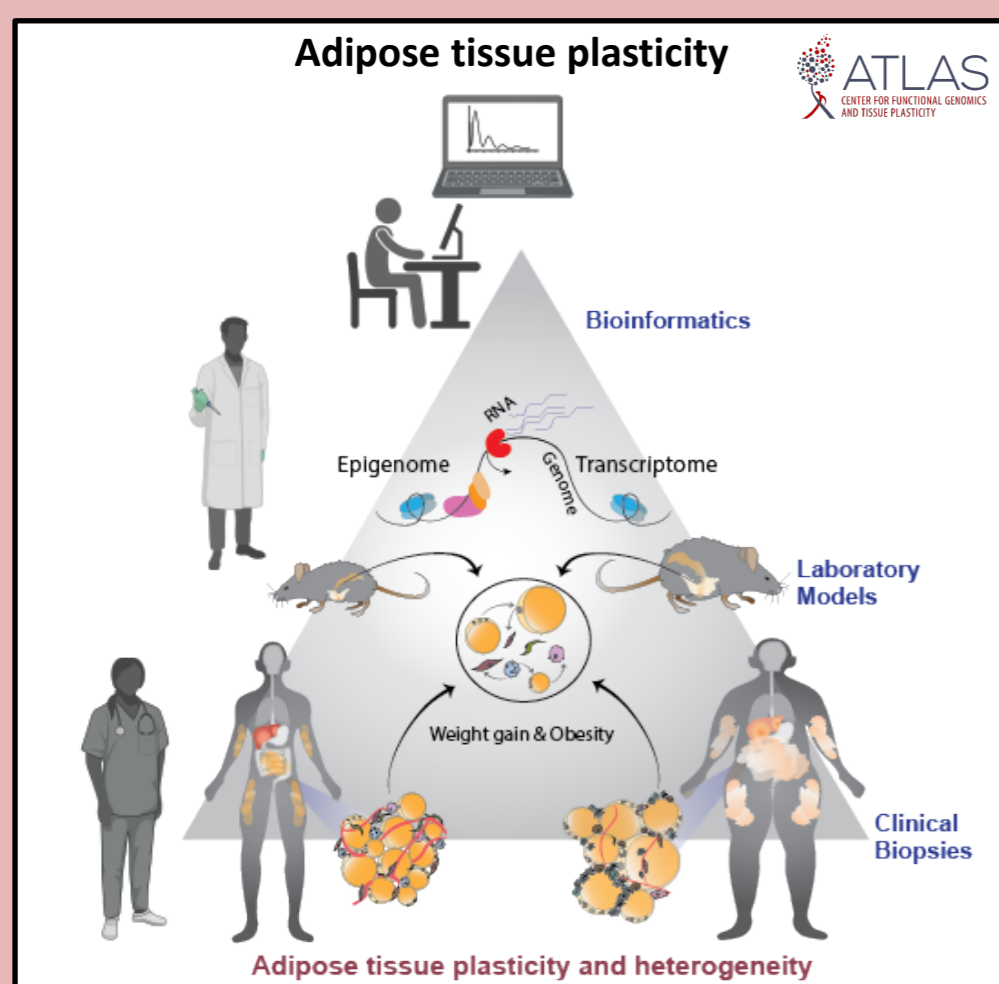 Adipose tissue plasticity
ATLAS
CENTER FOR FUNCTIONAL GENOMICS
AND TISSUE PLASTICITY
Bioinformatics
RNA
Epigenome
Genome
Transcriptome
Laboratory
Models
Weight gain & Obesity
Clinical
Biopsies
Adipose tissue plasticity and heterogeneity